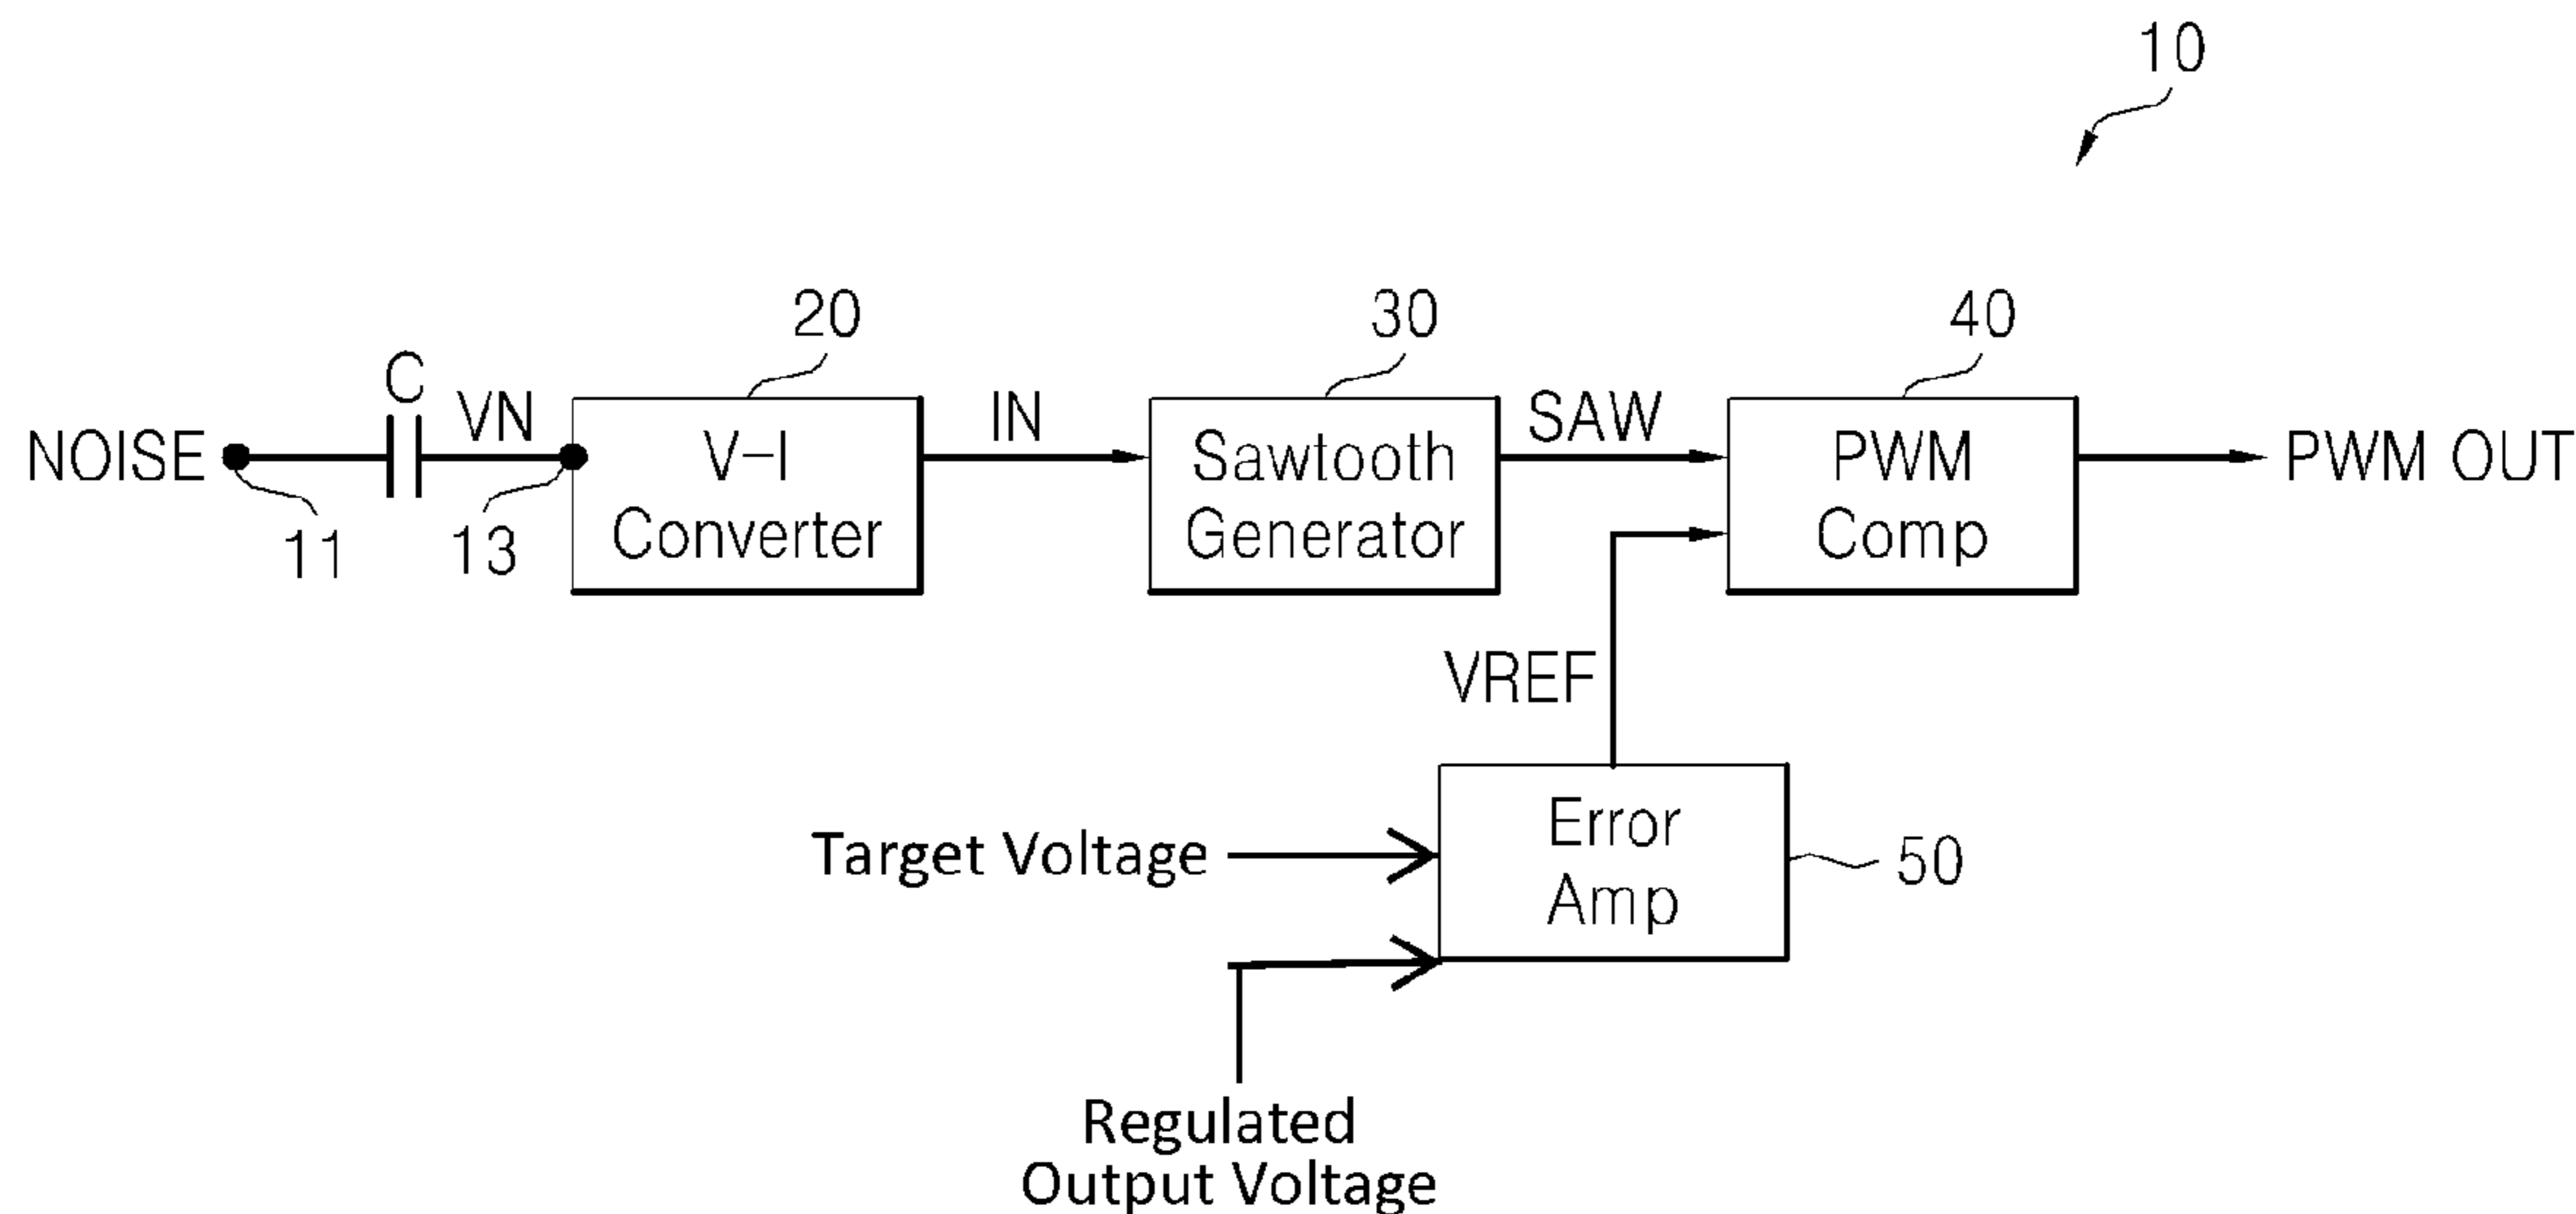 10
20
30
40
C
VN
IN
SAW
NOISE
V-I
Converter
Sawtooth
Generator
PWM
Comp
PWM OUT
11
13
VREF
Target Voltage
Error
Amp
50
Regulated
Output Voltage